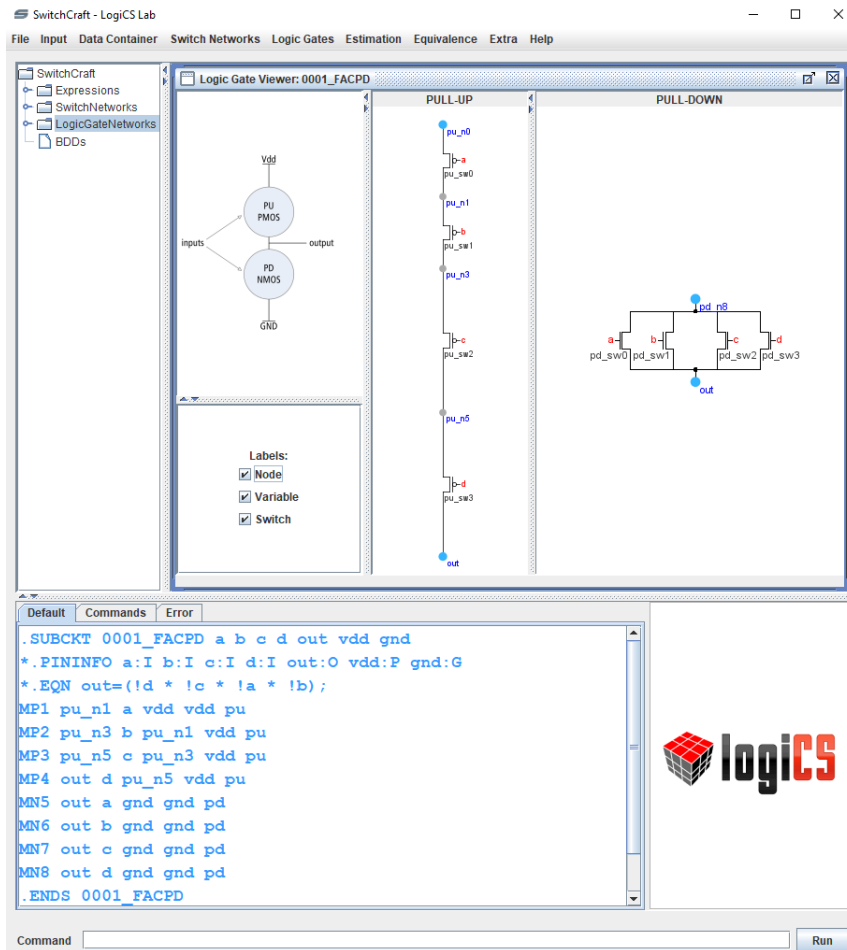 SwitchCraft - LogiCS Lab
File Input Data Container Switch Networks Logic Gates Estimation Equivalence Extra Help
SwitchCraft
Expressions
SwitchNetworks
LogicGateNetworks
BDDs
Logic Gate Viewer: 0001_FACPD
Vdd
PU
PMOS
inputs
output
PD
NMOS
GND
Labels:
Node
Variable
Switch
PULL-UP
pu_n0
a
pu_sw0
pu_n1
b
pu_sw1
pu_n3
c
pu_sw2
pu_n5
d
pu_sw3
out
PULL-DOWN
pd_n8
a b c d
pd_sw0 pd_sw1 pd_sw2 pd_sw3
out
Default Commands Error
.SUBCKT 0001_FACPD a b c d out vdd gnd
*.PININFO a:I b:I c:I d:I out:O vdd:P gnd:G
*.EQN out=(!d * !c * !a * !b);
MP1 pu_n1 a vdd vdd pu
MP2 pu_n3 b pu_n1 vdd pu
MP3 pu_n5 c pu_n3 vdd pu
MP4 out d pu_n5 vdd pu
MN5 out a gnd gnd pd
MN6 out b gnd gnd pd
MN7 out c gnd gnd pd
MN8 out d gnd gnd pd
.ENDS 0001_FACPD
logiCS
Command
Run